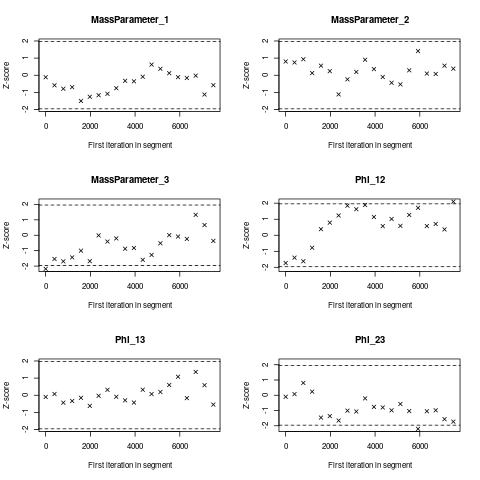 MassParameter_1
MassParameter_2
Z-score
-2 -1 0 1 2
Z-score
-2 -1 0 1 2
0 2000 4000 6000
0 2000 4000 6000
First iteration in segment
First iteration in segment
MassParameter_3
Phi_12
Z-score
-2 -1 0 1 2
Z-score
-2 -1 0 1 2
0 2000 4000 6000
0 2000 4000 6000
First iteration in segment
First iteration in segment
Phi_13
Phi_23
Z-score
-2 -1 0 1 2
Z-score
-2 -1 0 1 2
0 2000 4000 6000
0 2000 4000 6000
First iteration in segment
First iteration in segment